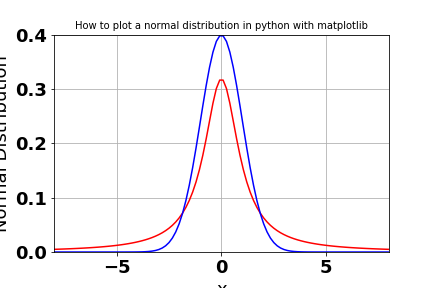 How to plot a normal distribution in python with matplotlib
0.4
0.3
0.2
0.1
0.0
Normal Distribution
−5 0 5
x